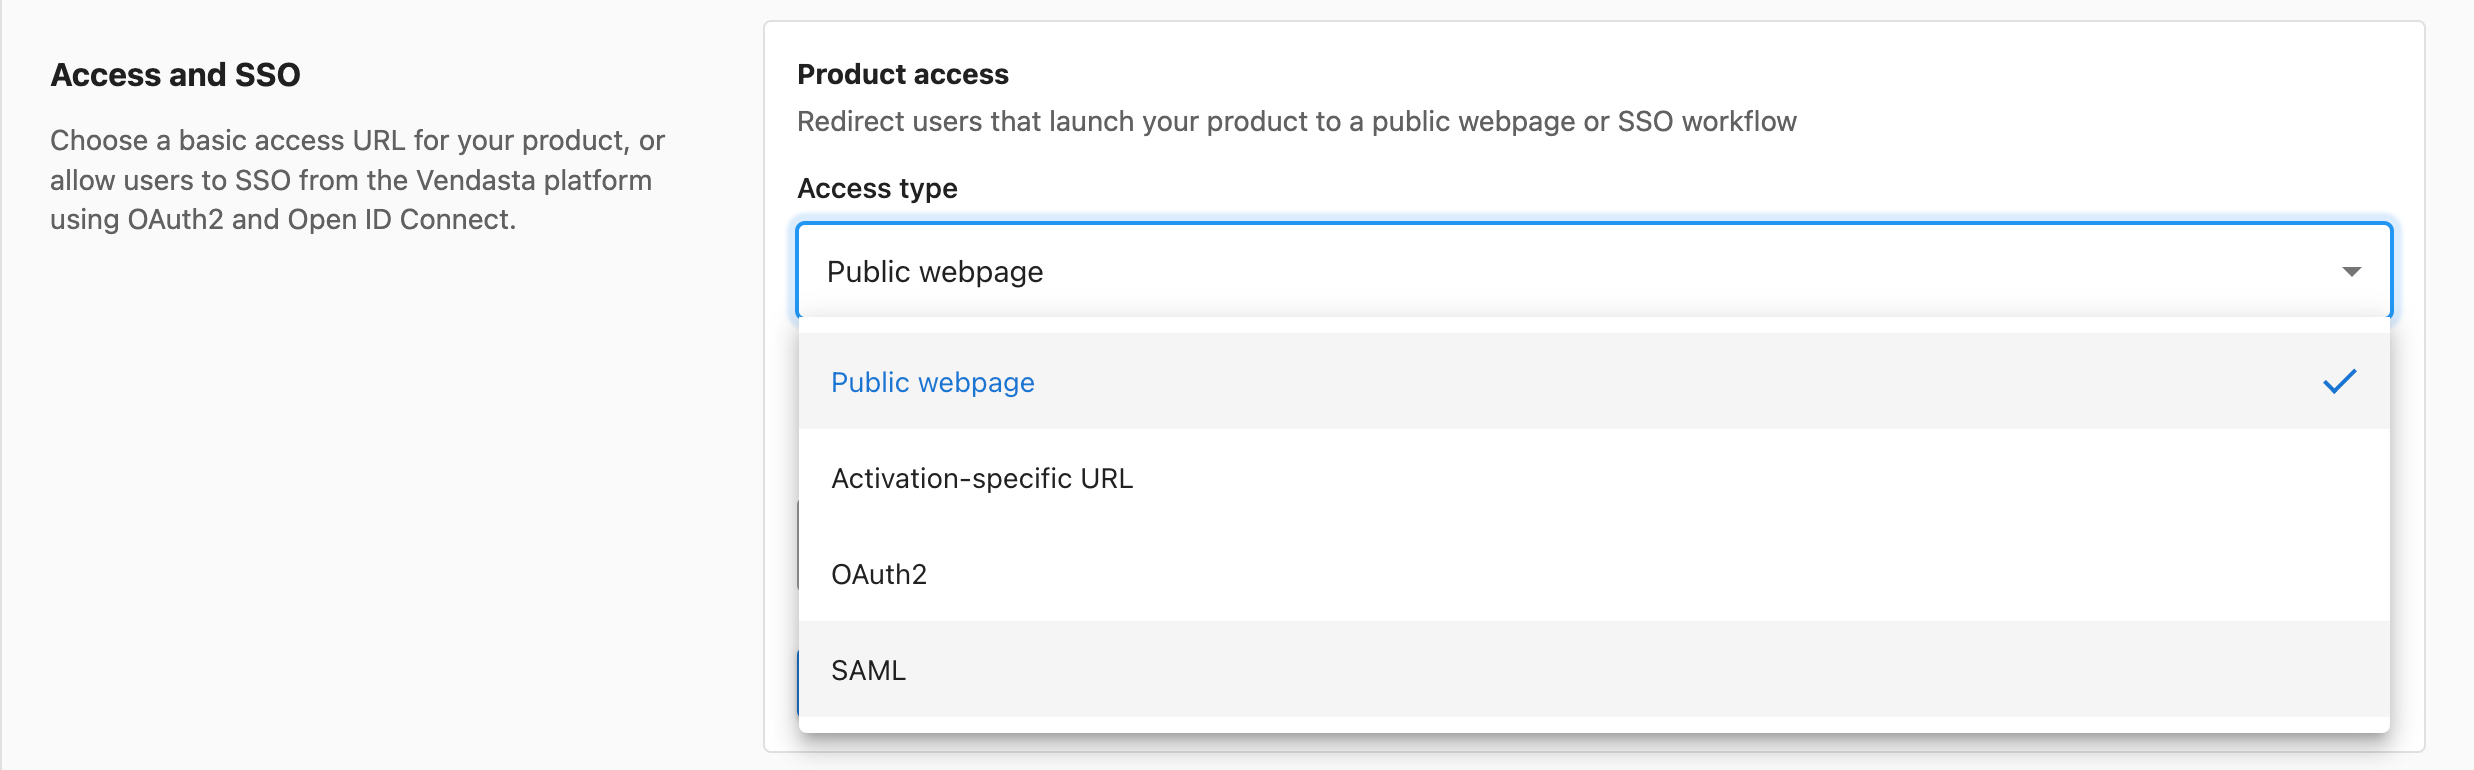 Access and SSO
Choose a basic access URL for your product, or
allow users to SSO from the Vendasta platform
using OAuth2 and Open ID Connect.
Product access
Redirect users that launch your product to a public webpage or SSO workflow
Access type
Public webpage
Public webpage
Activation-specific URL
OAuth2
SAML